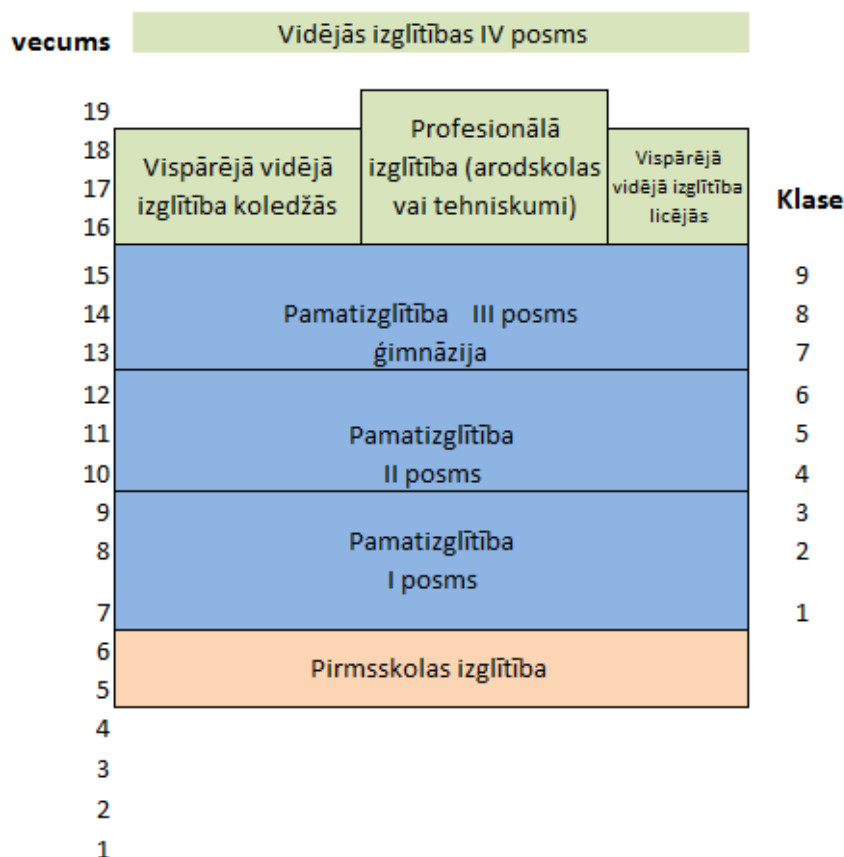 vecums
Vidējās izglītības IV posms
19
18
17
16
Vispārējā vidējā
izglītība koledžās
Profesionālā
izglītība (arodskolas
vai tehniskumi)
Vispārējā
vidējā izglītība
licējās
Klase
15
14
13
Pamatizglītība III posms
ģimnāzija
9
8
7
12
11
10
Pamatizglītība
II posms
6
5
4
9
8
7
Pamatizglītība
I posms
3
2
1
6
5
Pirmsskolas izglītība
4
3
2
1